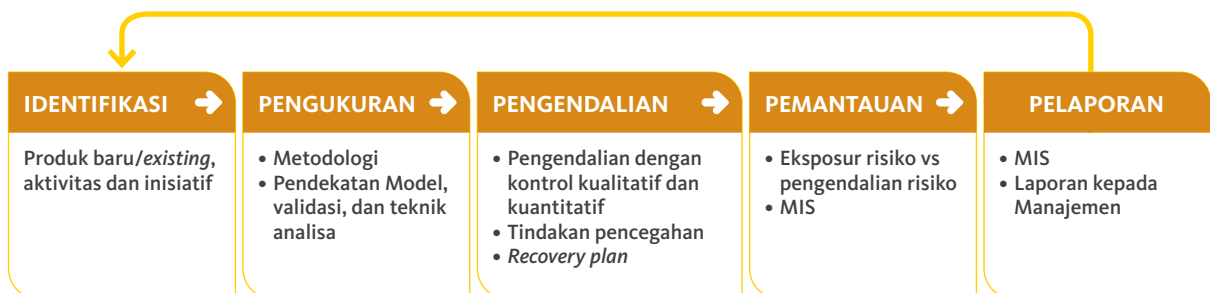 IDENTIFIKASI
Produk baru/existing,
aktivitas dan inisiatif
PENGUKURAN
• Metodologi
• Pendekatan Model,
validasi, dan teknik
analisa
PENGENDALIAN
• Pengendalian dengan
kontrol kualitatif dan
kuantitatif
• Tindakan pencegahan
• Recovery plan
PEMANTAUAN
• Eksposur risiko vs
pengendalian risiko
• MIS
PELAPORAN
• MIS
• Laporan kepada
Manajemen